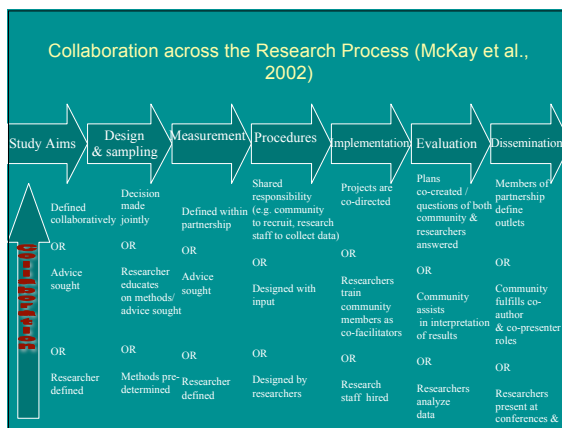 Collaboration across the Research Process (McKay et al.,
2002)
Study Aims
Design
& sampling
Measurement
Procedures
Implementation
Evaluation
Dissemination
Defined
collaboratively
OR
Advice
sought
OR
Researcher
defined
Decision
made
jointly
OR
Researcher
educates
on methods/
advice sought
OR
Methods pre-
determined
Defined within
partnership
OR
Advice
sought
OR
Researcher
defined
Shared
responsibility
(e.g. community
to recruit, research
staff to collect data)
OR
Designed with
input
OR
Designed by
researchers
Projects are
co-directed
OR
Researchers
train
community
members as
co-facilitators
OR
Research
staff hired
Plans
co-created /
questions of both
community &
researchers
answered
OR
Community
assists
in interpretation
of results
OR
Researchers
analyze
data
Members of
partnership
define
outlets
OR
Community
fulfills co-
author
& co-presenter
roles
OR
Researchers
present at
conferences &